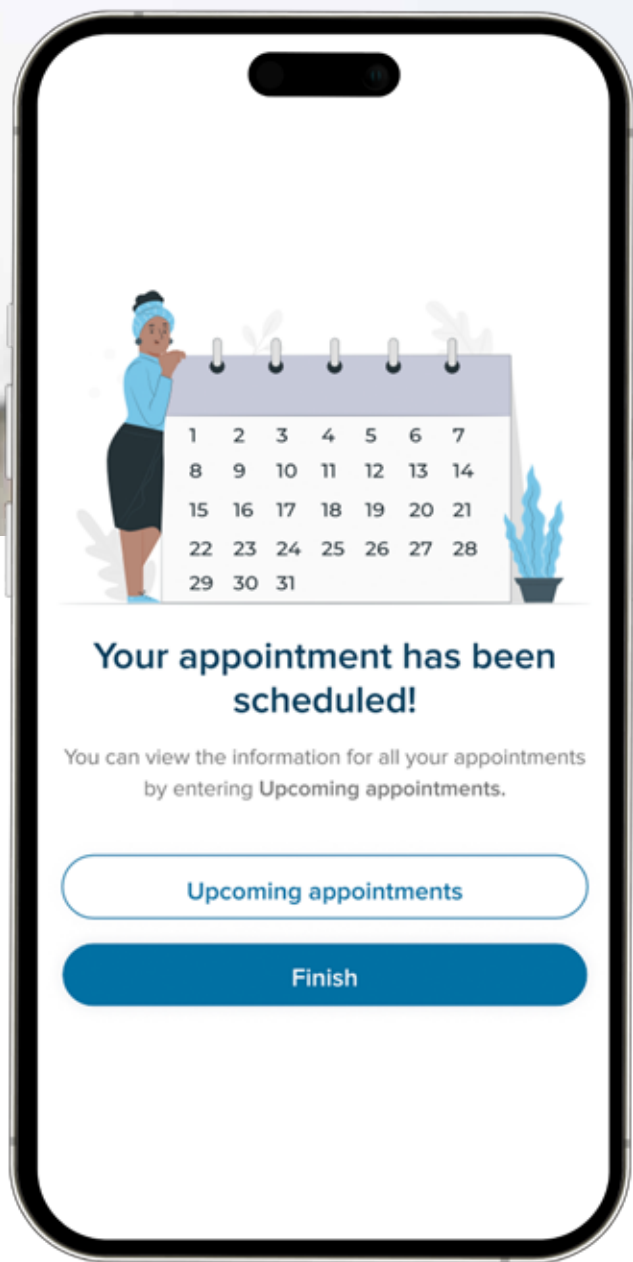 1 2 3 4 5 6 7
8 9 10 11 12 13 14
15 16 17 18 19 20 21
22 23 24 25 26 27 28
29 30 31
Your appointment has been
scheduled!
You can view the information for all your appointments
by entering Upcoming appointments.
Upcoming appointments
Finish